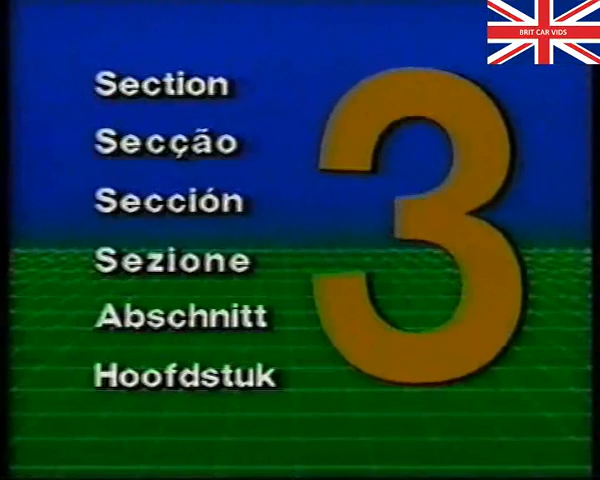 BRIT CAR VIDS
Section
Secção
Sección
Sezione
Abschnitt
Hoofdstuk
3